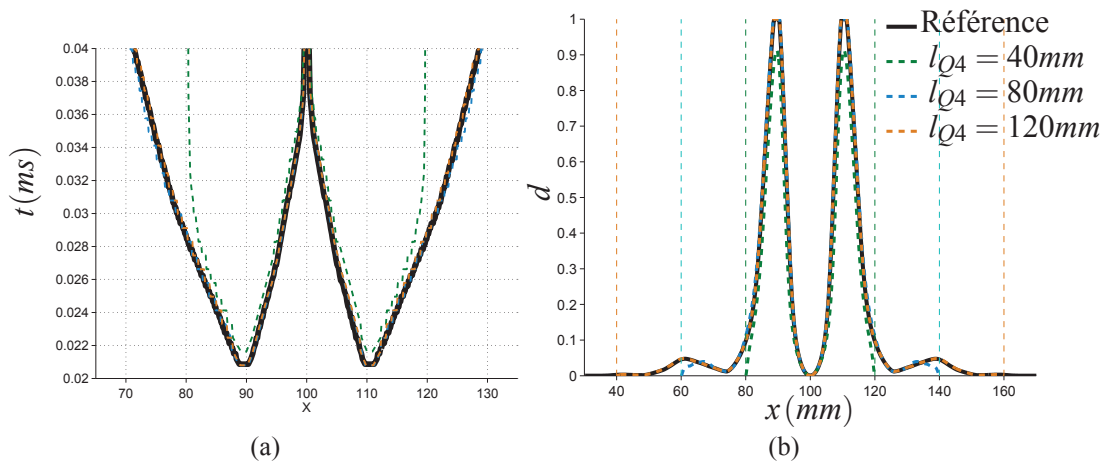 0.04
0.038
0.036
0.034
0.032
0.03
0.028
0.026
0.024
0.022
0.02
t (ms)
70 80 90 100 110 120 130
X
(a)
1
0.9
0.8
0.7
0.6
0.5
0.4
0.3
0.2
0.1
0
d
40 60 80 100 120 140 160
x (mm)
(b)
Référence
l_{Q4} = 40mm
l_{Q4} = 80mm
l_{Q4} = 120mm